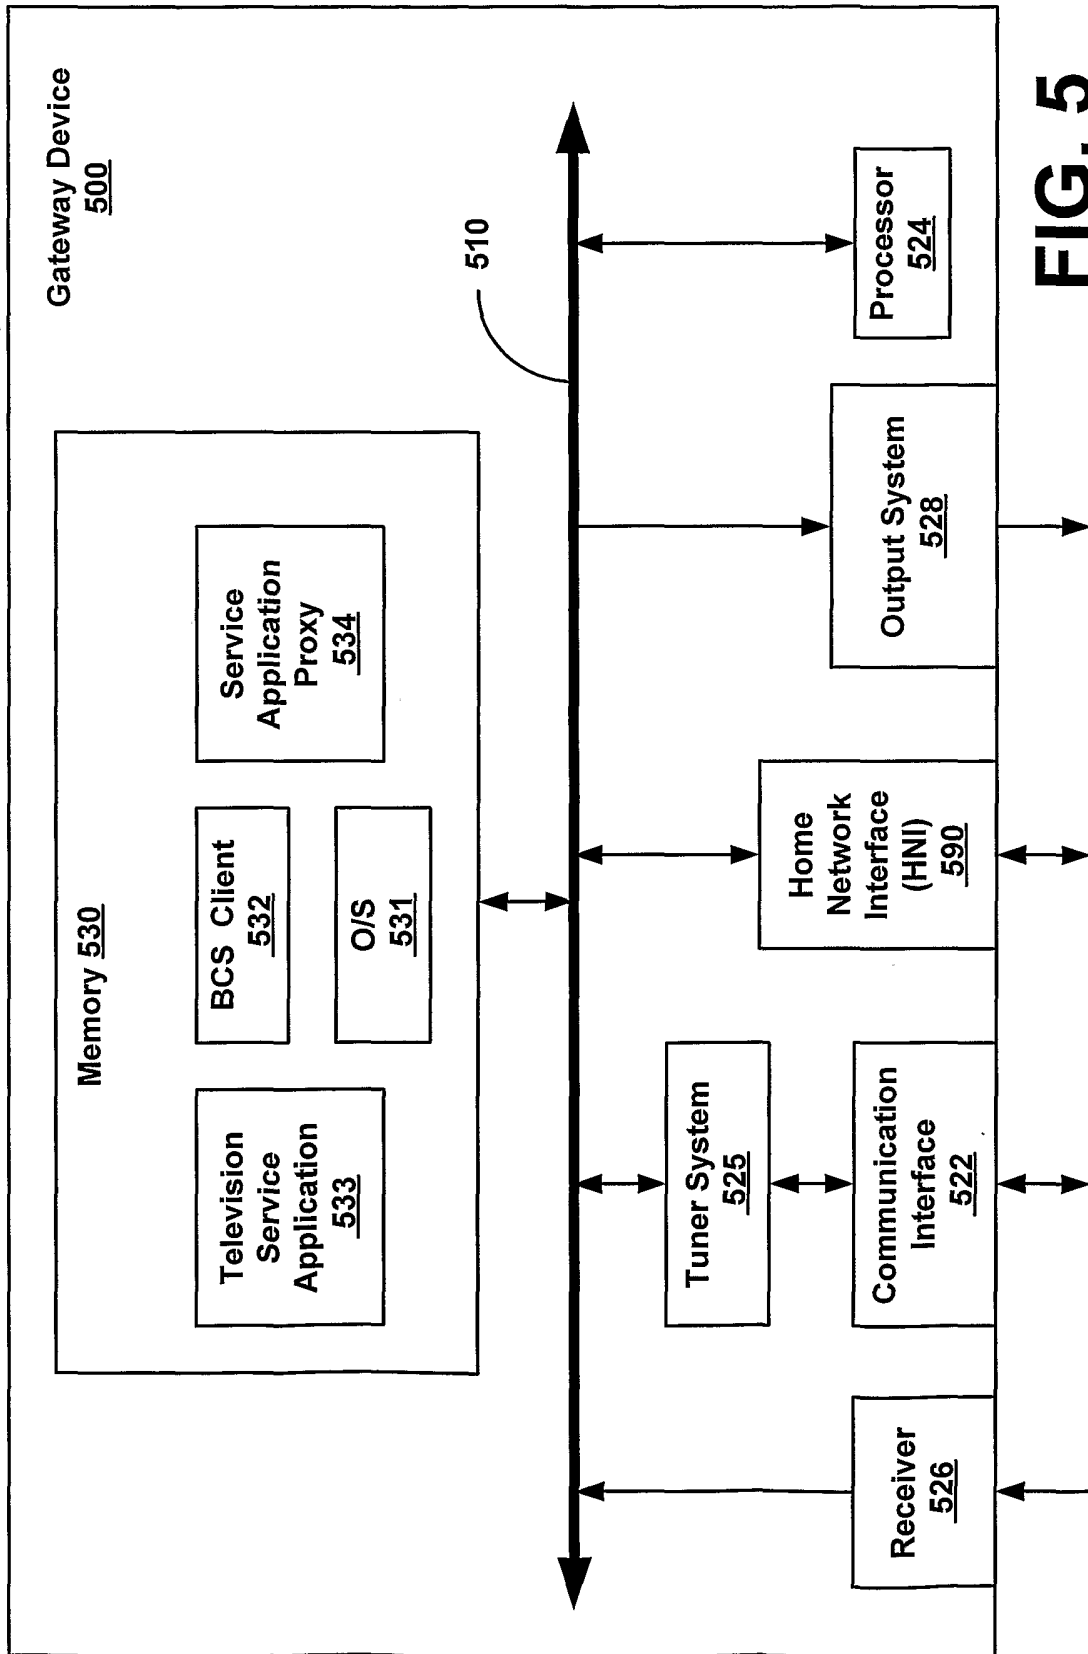 Gateway Device
500
Memory 530
Television
Service
Application
533
BCS Client
532
O/S
531
Service
Application
Proxy
534
510
Receiver
526
Tuner System
525
Communication
Interface
522
Home
Network
Interface
(HNI)
590
Output System
528
Processor
524
FIG. 5